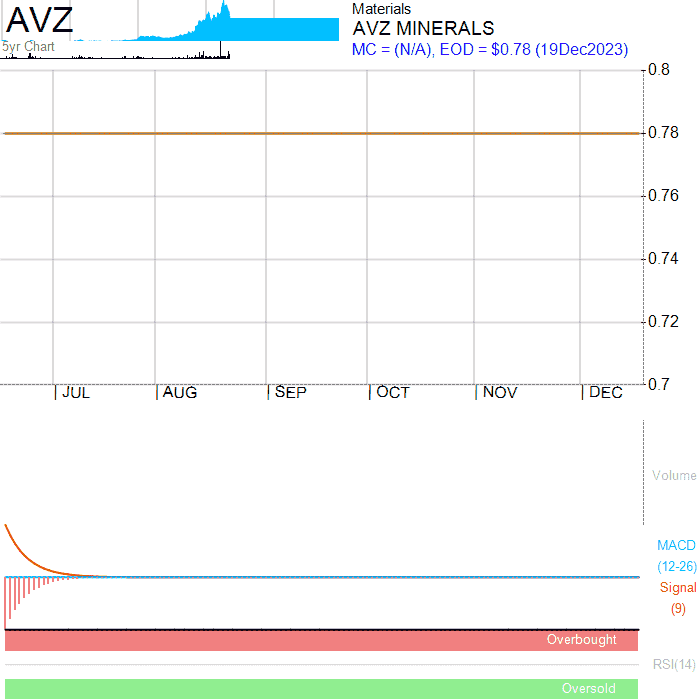 AVZ
5yr Chart
Materials
AVZ MINERALS
MC = (N/A), EOD = $0.78 (19Dec2023)
0.8
0.78
0.76
0.74
0.72
0.7
JUL
AUG
SEP
OCT
NOV
DEC
Volume
MACD
(12-26)
Signal
(9)
Overbought
RSI(14)
Oversold